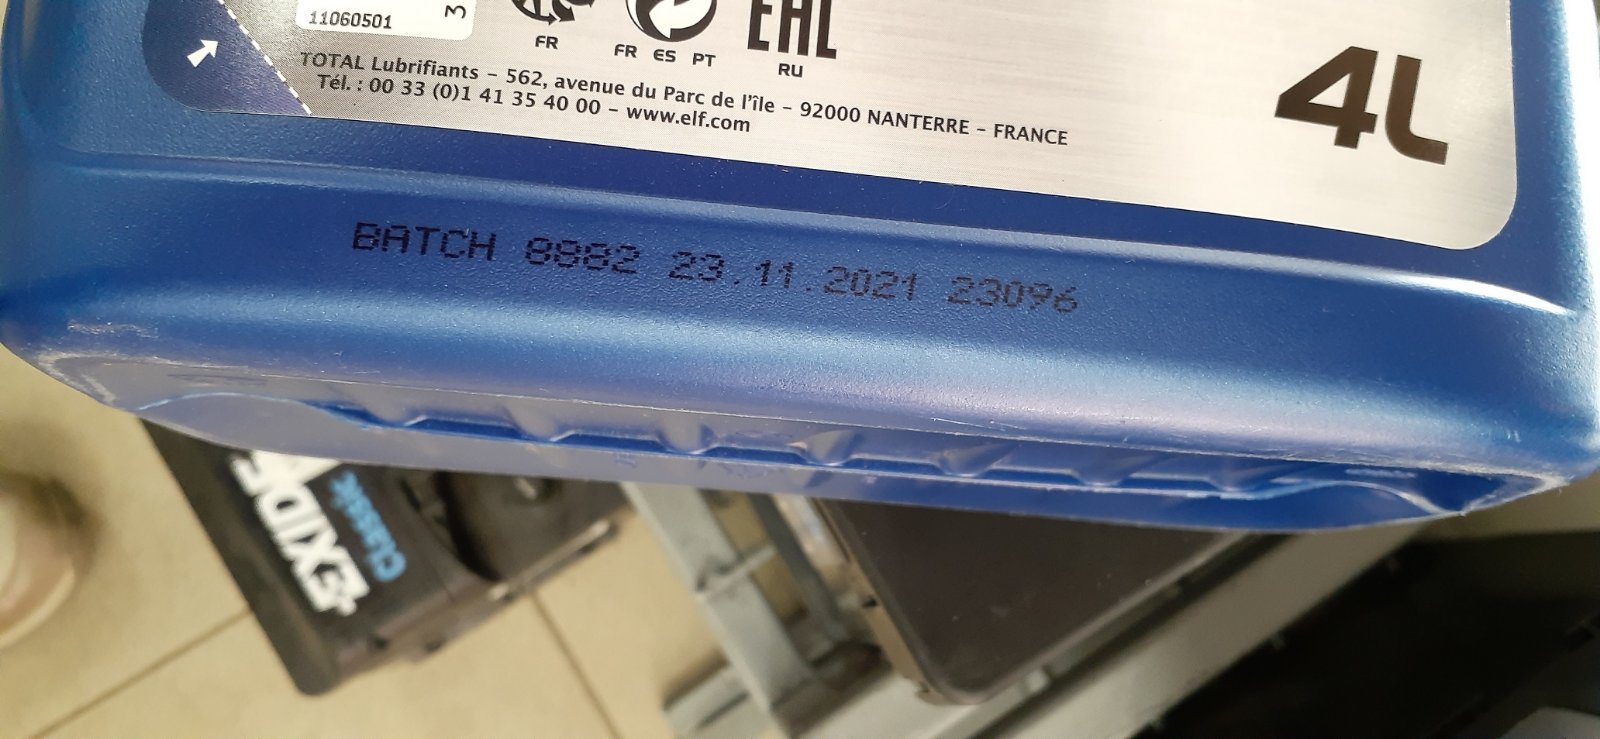 11060501
3
FR
FR ES PT
EAC
RU
TOTAL Lubrifiants – 562, avenue du Parc de l'île – 92000 NANTERRE – FRANCE
Tél. : 00 33 (0)1 41 35 40 00 – www.elf.com
4L
BATCH 8882 23.11.2021 23096
EXIDE
Classic